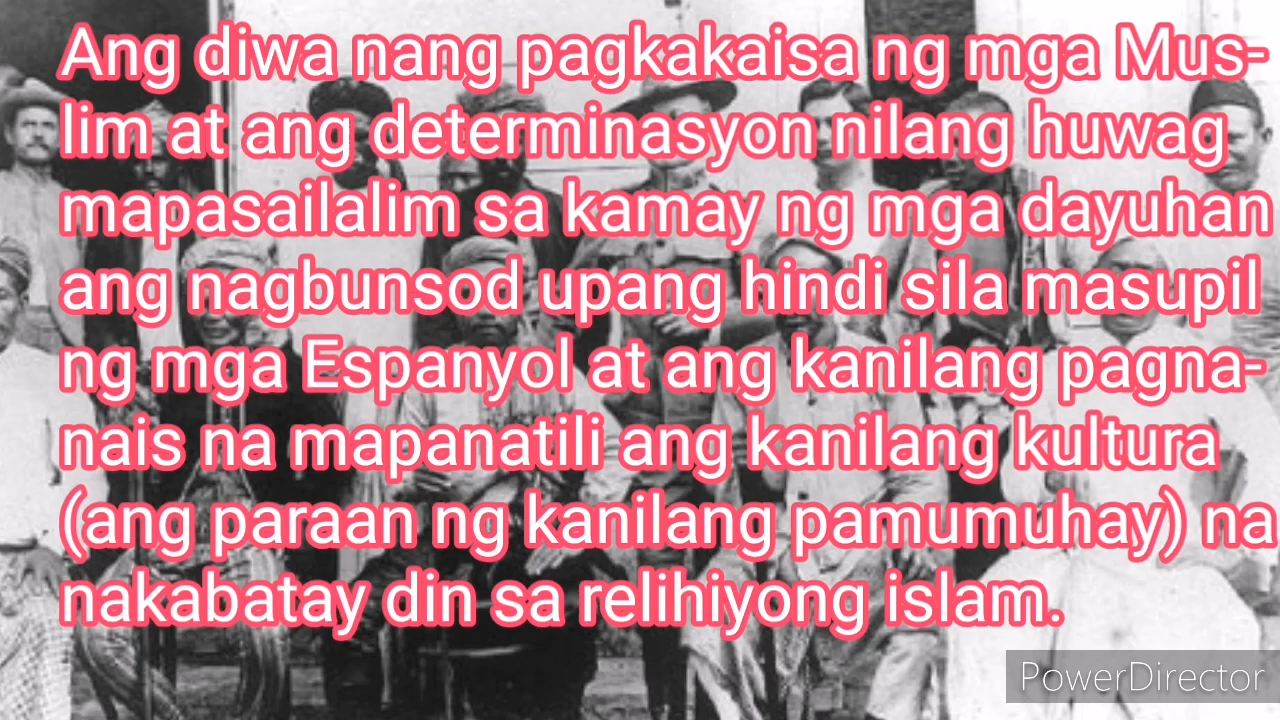 Ang diwa nang pagkakaisa ng mga Mus-
lim at ang determinasyon nilang huwag
mapasailalim sa kamay ng mga dayuhan
ang nagbunsod upang hindi sila masupil
ng mga Espanyol at ang kanilang pagna-
nais na mapanatili ang kanilang kultura
(ang paraan ng kanilang pamumuhay) na
nakabatay din sa relihiyong islam.
PowerDirector